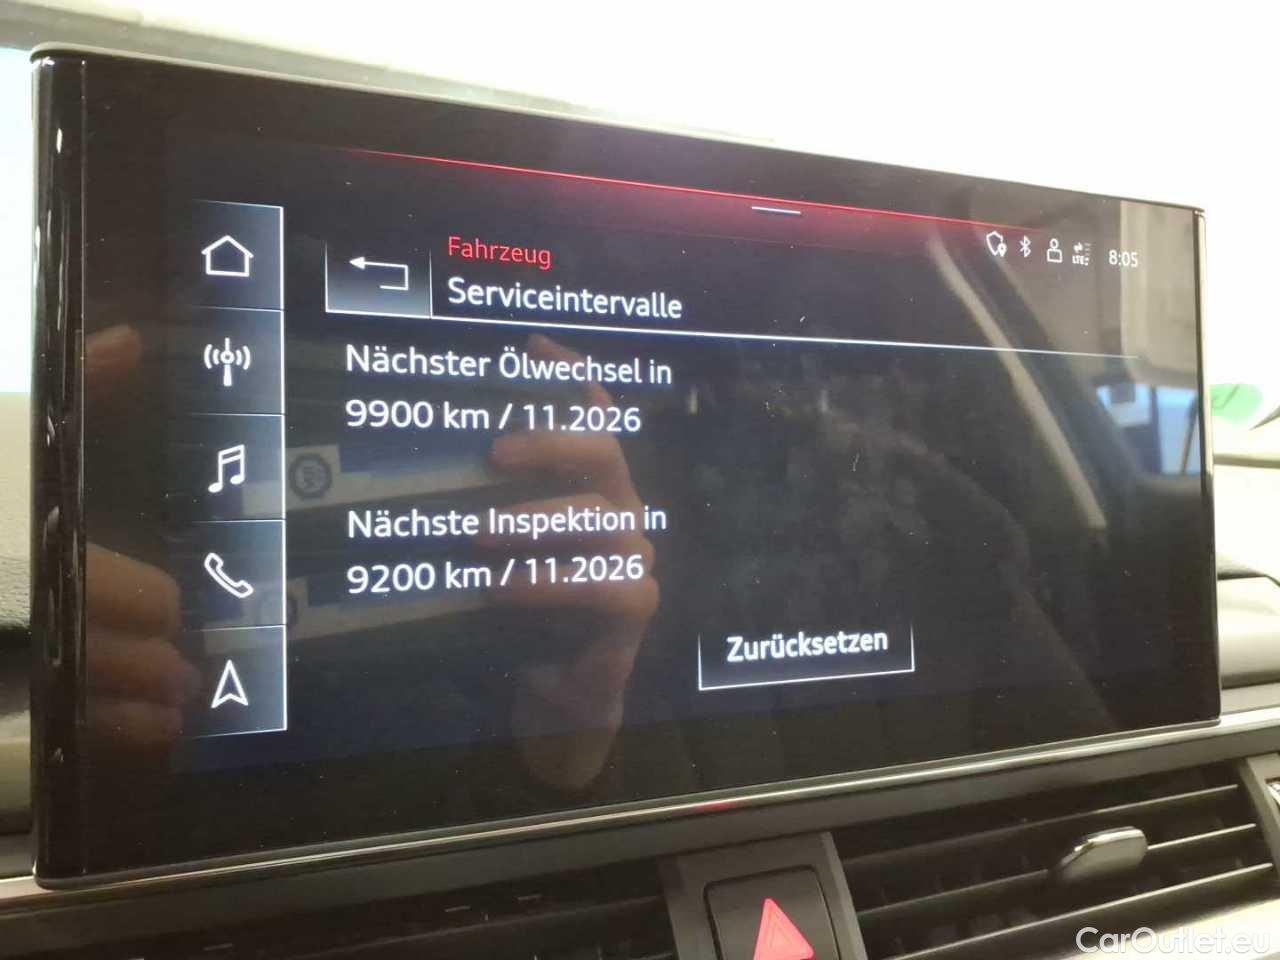 Fahrzeug
Serviceintervalle
LTE
8:05
Nächster Ölwechsel in
9900 km / 11.2026
Nächste Inspektion in
9200 km / 11.2026
Zurücksetzen
CarOutlet.eu